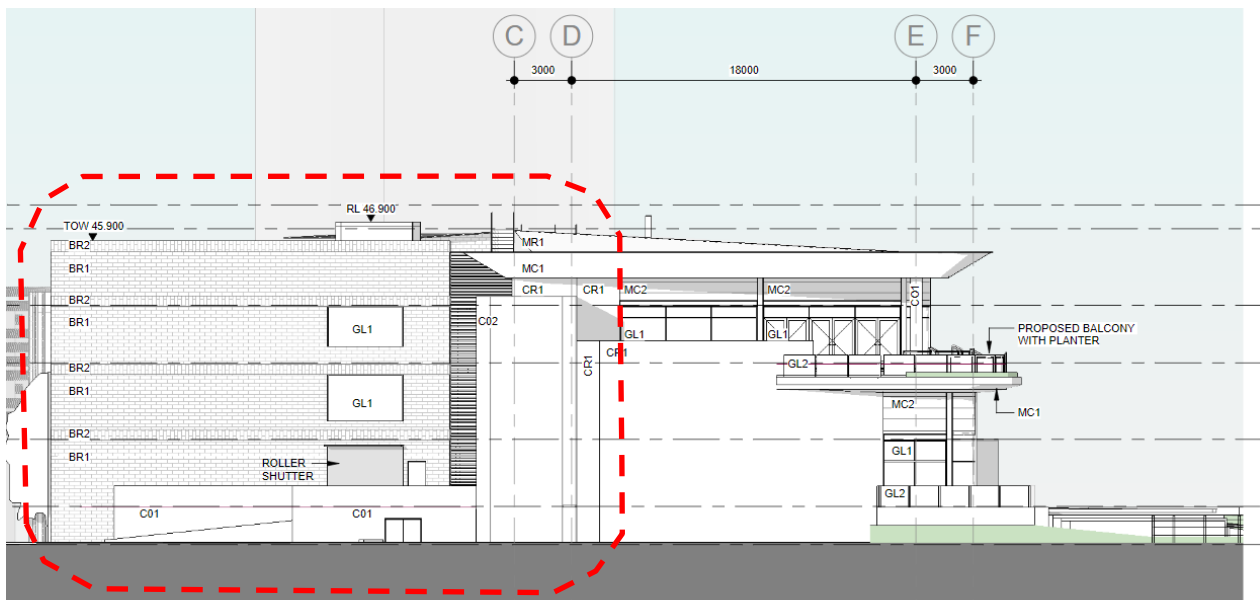 C D E F
3000 18000 3000
RL 46.900
TOW 45.900
BR2
MR1
BR1
MC1
CR1 CR1 MC2 MC2
BR2
CO1
BR1
C02
GL1
GL1 GL1
PROPOSED BALCONY
WITH PLANTER
CR1
CR1
GL2
BR2
BR1
GL1
MC2
MC1
BR2
GL1
BR1
ROLLER
SHUTTER
GL2
C01 C01